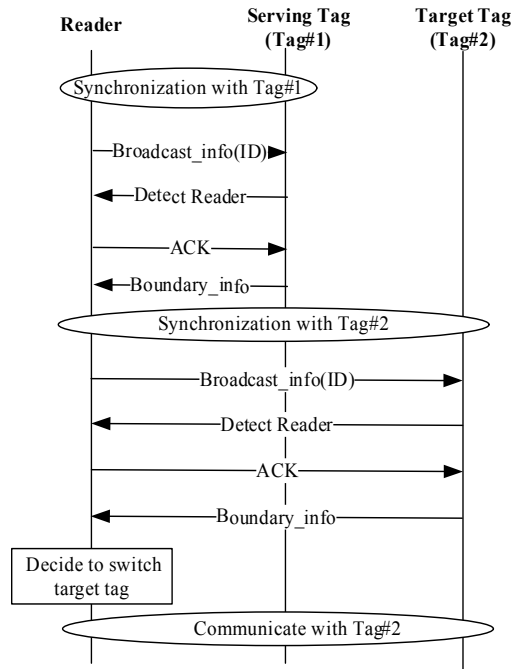 Reader
Serving Tag
(Tag#1)
Target Tag
(Tag#2)
Synchronization with Tag#1
Broadcast_info(ID)
Detect Reader
ACK
Boundary_info
Synchronization with Tag#2
Broadcast_info(ID)
Detect Reader
ACK
Boundary_info
Decide to switch
target tag
Communicate with Tag#2